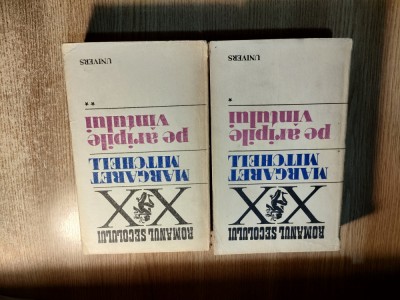 ROMANUL SECOLULUI
XX
MARGARET
MITCHELL
pe aripile
vîntului
*
UNIVERS
ROMANUL SECOLULUI
XX
MARGARET
MITCHELL
pe aripile
vîntului
**
UNIVERS